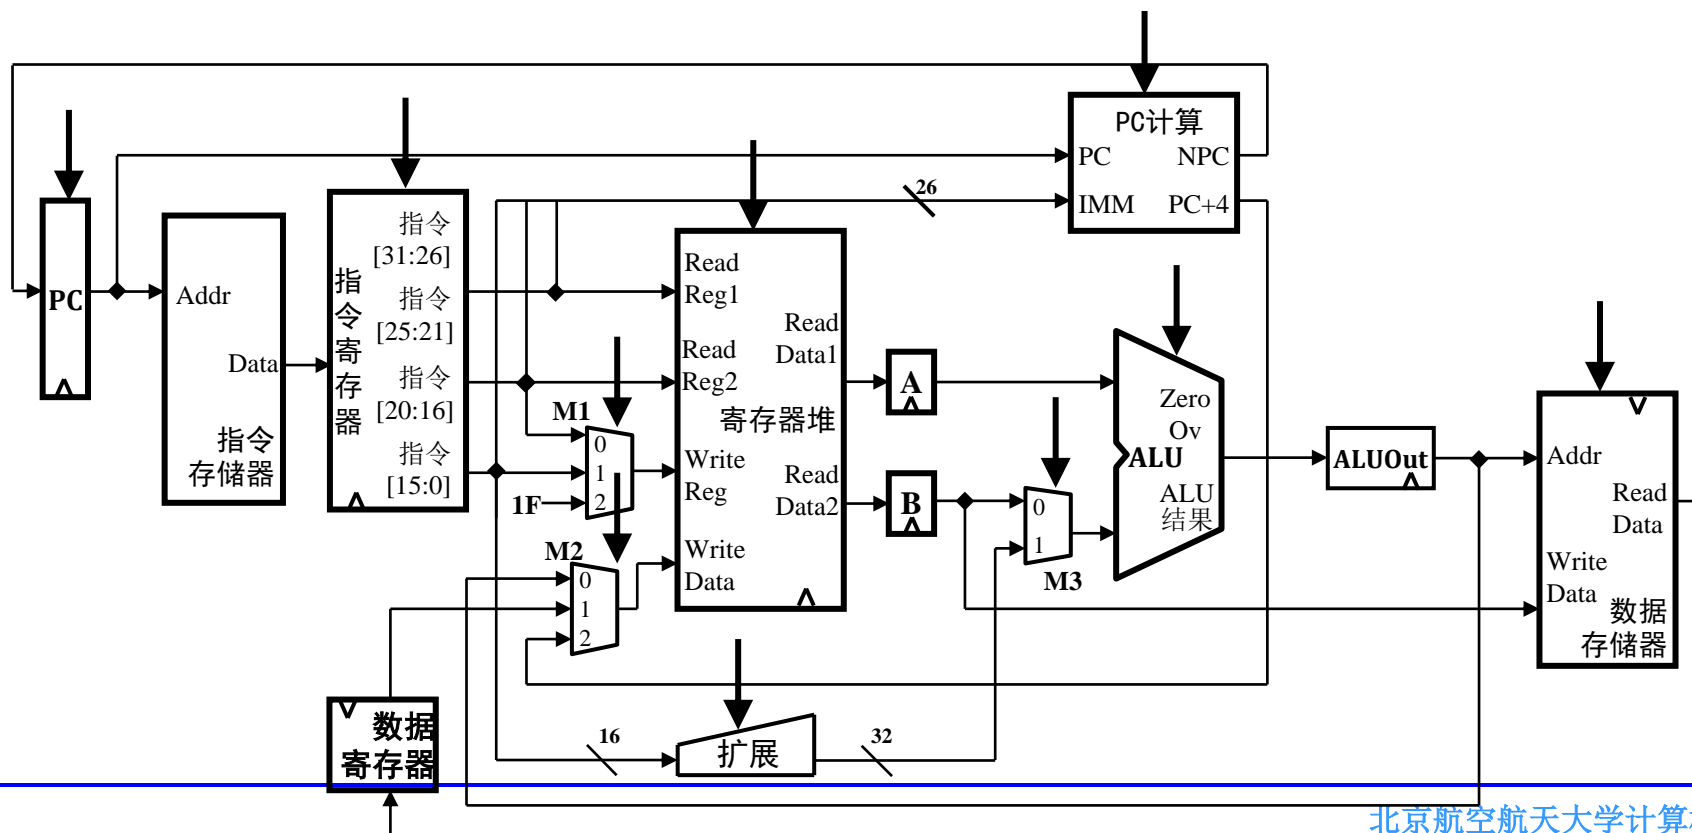 PC计算
PC
NPC
IMM
PC+4
26
PC
Addr
Data
指令
存储器
指令寄存器
指令
[31:26]
指令
[25:21]
指令
[20:16]
指令
[15:0]
M1
0
1
2
1F
M2
0
1
2
Read
Reg1
Read
Reg2
Write
Reg
Write
Data
Read
Data1
寄存器堆
Read
Data2
A
B
0
1
M3
Zero
Ov
ALU
ALU
结果
ALUOut
Addr
Read
Data
Write
Data
数据
存储器
数据
寄存器
16
扩展
32
北京航空航天大学计算